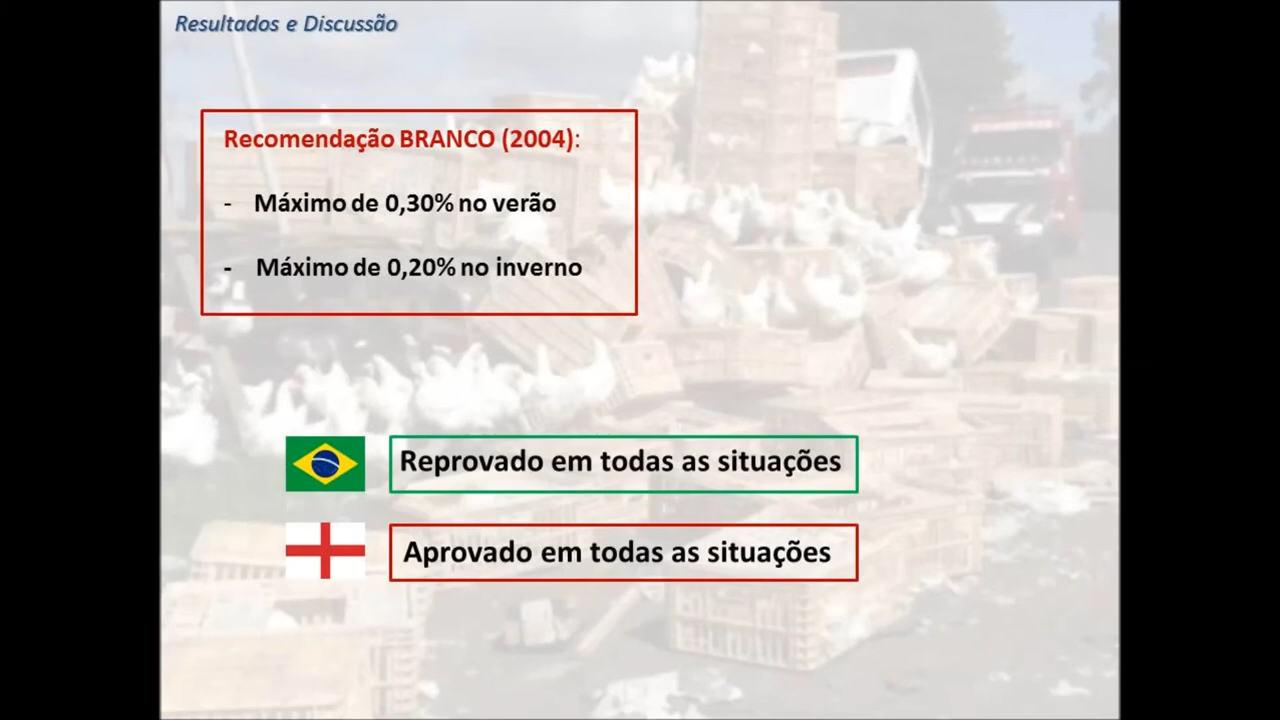 Resultados e Discussão
Recomendação BRANCO (2004):
- Máximo de 0,30% no verão
- Máximo de 0,20% no inverno
Reprovado em todas as situações
Aprovado em todas as situações